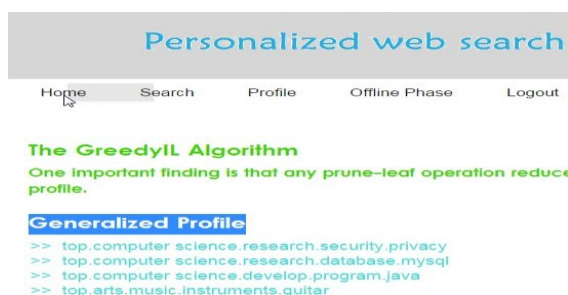 Personalized web search
Home Search Profile Offline Phase Logout
The GreedyIL Algorithm
One important finding is that any prune-leaf operation reduce
profile.
Generalized Profile
>> top.computer science.research.security.privacy
>> top.computer science.research.database.mysql
>> top.computer science.develop.program.java
>> top.arts.music.instruments.guitar